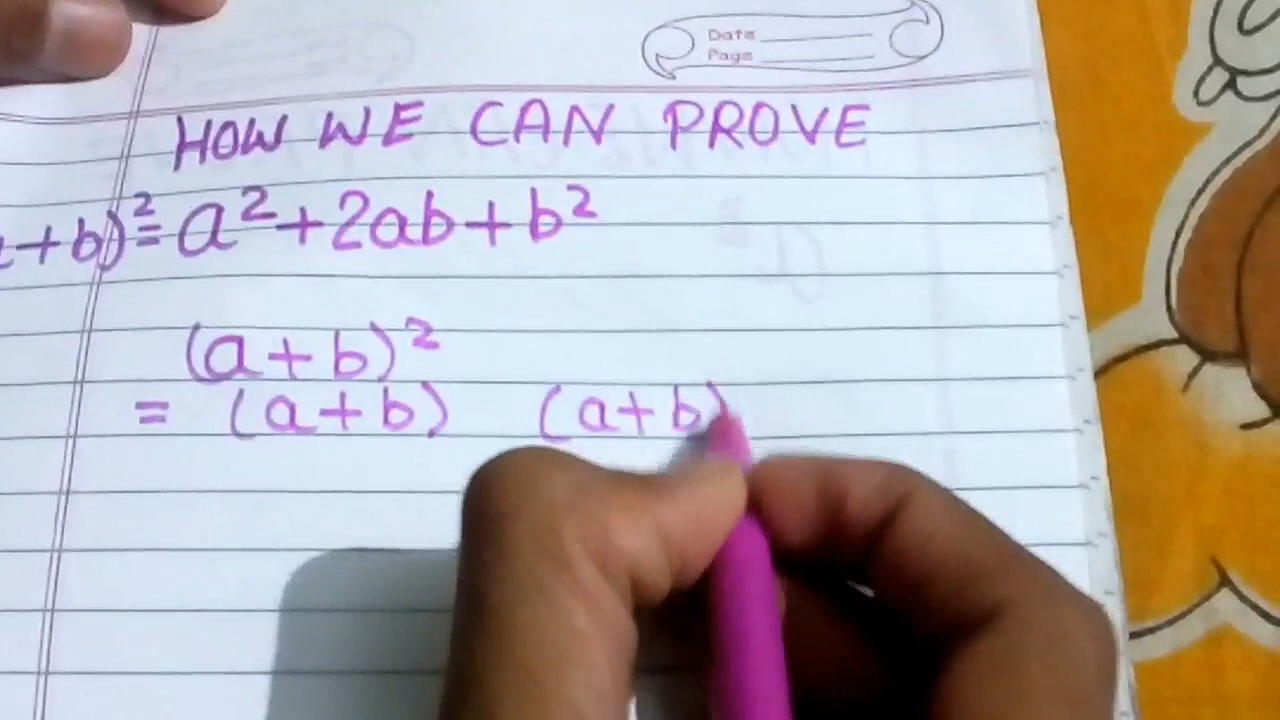 Date
Page
HOW WE CAN PROVE
+b)²=a²+2ab+b²
(a+b)²
= (a+b) (a+b)